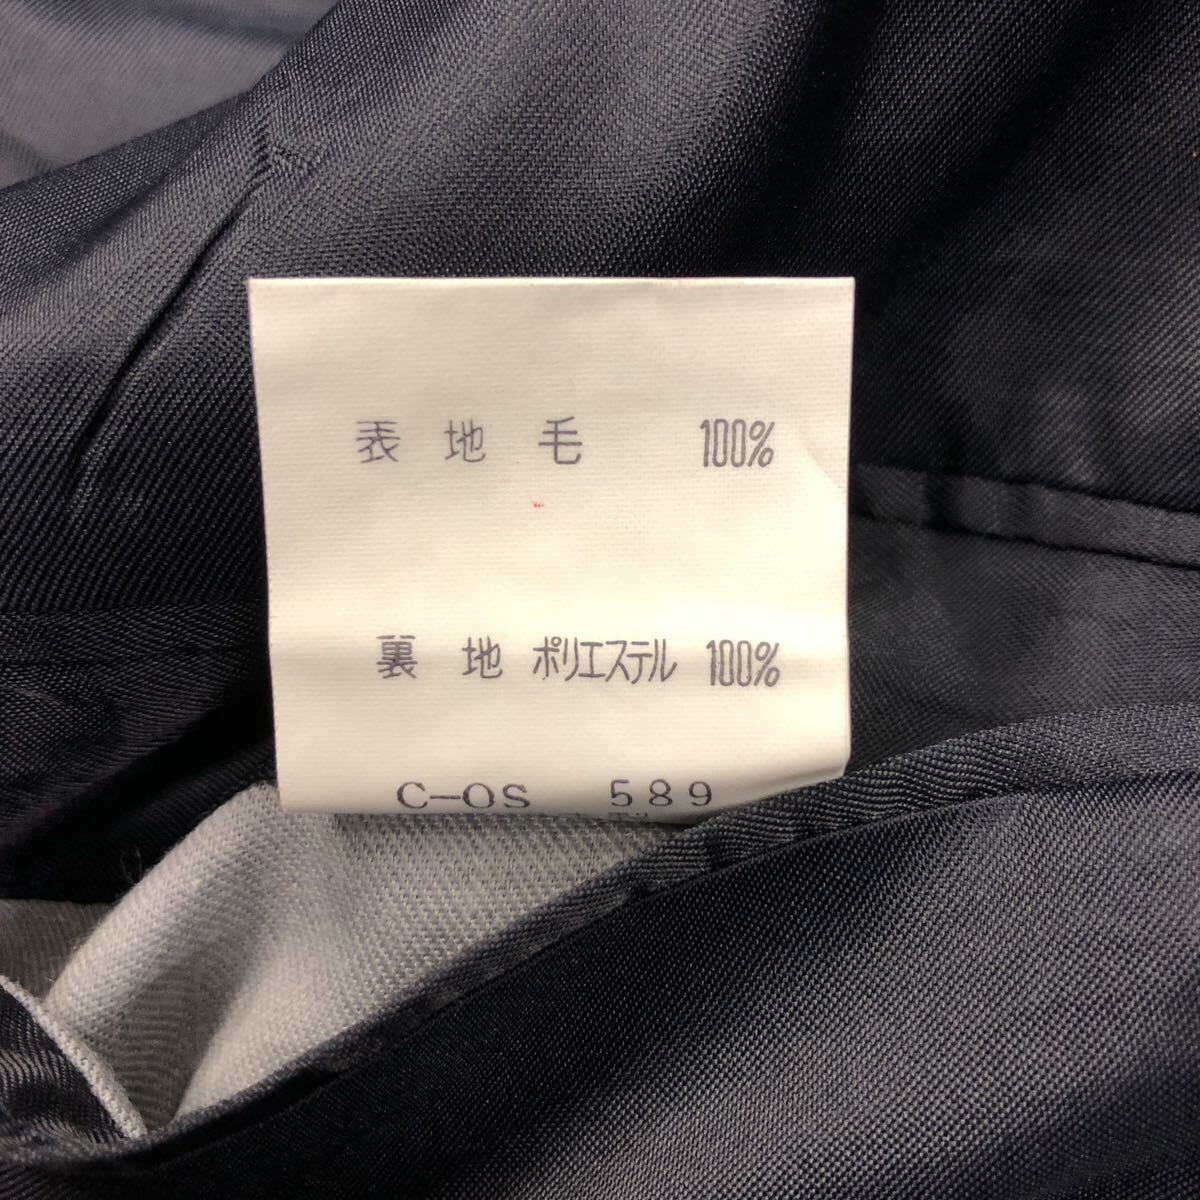 表地 毛 100%
裏地 ポリエステル 100%
C-OS 589